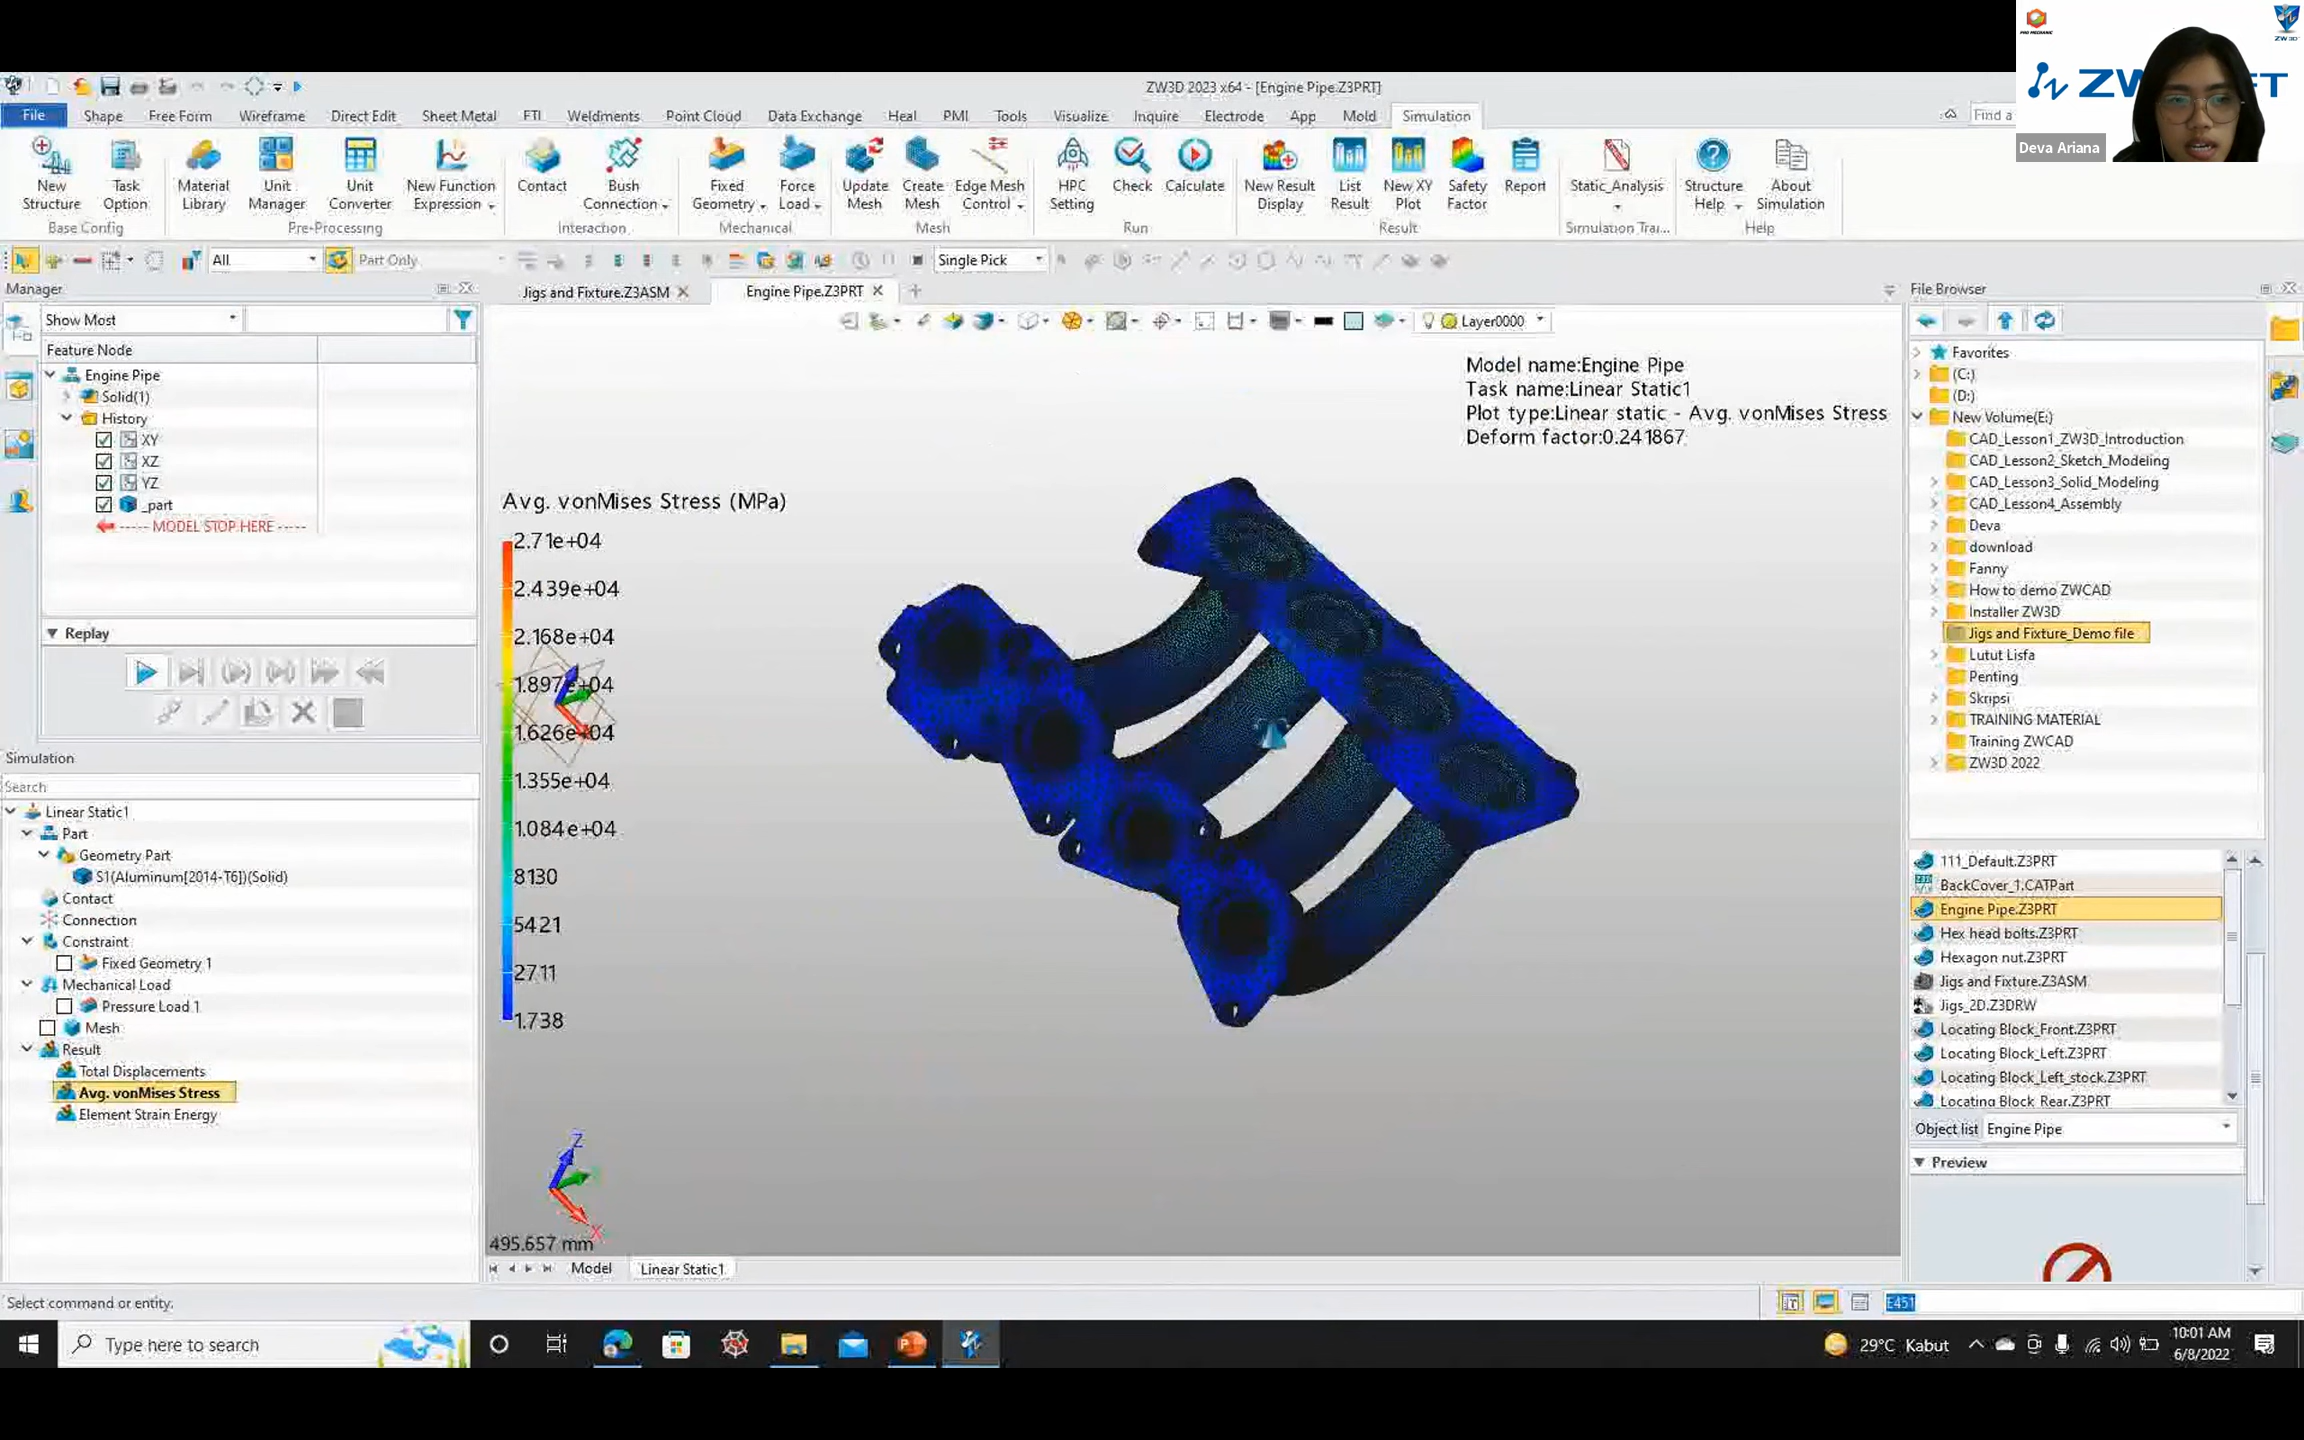 ZW3D 2023 x64 - [Engine Pipe.Z3PRT]
File Shape Free Form Wireframe Direct Edit Sheet Metal FTI Weldments Point Cloud Data Exchange Heal PMI Tools Visualize Inquire Electrode App Mold Simulation Find a
Deva Ariana
New Structure
Task Option
Material Library
Unit Manager
Unit Converter
New Function Expression
Contact
Bush Connection
Fixed Geometry
Force Load
Update Mesh
Create Mesh
Edge Mesh Control
HPC Setting
Check
Calculate
New Result Display
List Result
New XY Plot
Safety Factor
Report
Static_Analysis
Structure Help
About Simulation
Base Config Pre-Processing Interaction Mechanical Mesh Run Result Simulation Trai... Help
All Part Only Single Pick
Manager
Jigs and Fixture.Z3ASM Engine Pipe.Z3PRT
File Browser
Show Most
Layer0000
Feature Node
Engine Pipe
Solid(1)
History
XY
XZ
YZ
_part
----- MODEL STOP HERE -----
Replay
Simulation
Search
Linear Static1
Part
Geometry Part
S1(Aluminum[2014-T6])(Solid)
Contact
Connection
Constraint
Fixed Geometry 1
Mechanical Load
Pressure Load 1
Mesh
Result
Total Displacements
Avg. vonMises Stress
Element Strain Energy
Model name:Engine Pipe
Task name:Linear Static1
Plot type:Linear static - Avg. vonMises Stress
Deform factor:0.241867
Avg. vonMises Stress (MPa)
2.71e+04
2.439e+04
2.168e+04
1.897e+04
1.626e+04
1.355e+04
1.084e+04
8130
5421
2711
1.738
Z
X
495.657 mm
Model Linear Static1
Favorites
(C:)
(D:)
New Volume(E:)
CAD_Lesson1_ZW3D_Introduction
CAD_Lesson2_Sketch_Modeling
CAD_Lesson3_Solid_Modeling
CAD_Lesson4_Assembly
Deva
download
Fanny
How to demo ZWCAD
Installer ZW3D
Jigs and Fixture_Demo file
Lutut Lisfa
Penting
Skripsi
TRAINING MATERIAL
Training ZWCAD
ZW3D 2022
111_Default.Z3PRT
BackCover_1.CATPart
Engine Pipe.Z3PRT
Hex head bolts.Z3PRT
Hexagon nut.Z3PRT
Jigs and Fixture.Z3ASM
Jigs_2D.Z3DRW
Locating Block_Front.Z3PRT
Locating Block_Left.Z3PRT
Locating Block_Left_stock.Z3PRT
Locating Block_Rear.Z3PRT
Object list Engine Pipe
Preview
Select command or entity.
E451
Type here to search
29°C Kabut
10:01 AM
6/8/2022